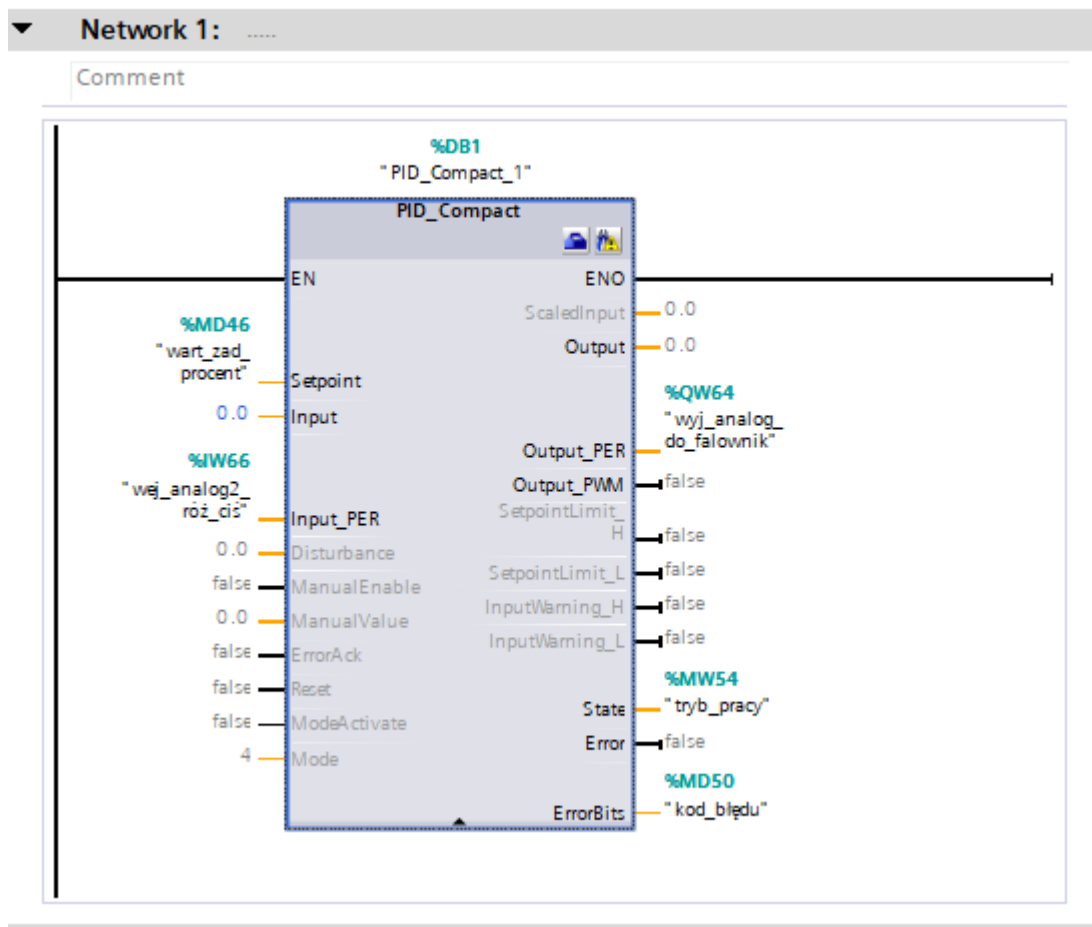 Network 1: .....
Comment
%DB1
"PID_Compact_1"
PID_Compact
EN
ENO
ScaledInput
0.0
%MD46
"wart_zad_
procent"
Setpoint
Output
0.0
0.0
Input
%QW64
"wyj_analog_
do_falownik"
Output_PER
%IW66
"wej_analog2_
róż_ciś"
Input_PER
Output_PWM
false
SetpointLimit_
H
false
0.0
Disturbance
SetpointLimit_L
false
false
ManualEnable
InputWarning_H
false
0.0
ManualValue
InputWarning_L
false
false
ErrorAck
%MW54
false
Reset
State
"tryb_pracy"
false
ModeActivate
Error
false
4
Mode
%MD50
ErrorBits
"kod_błędu"